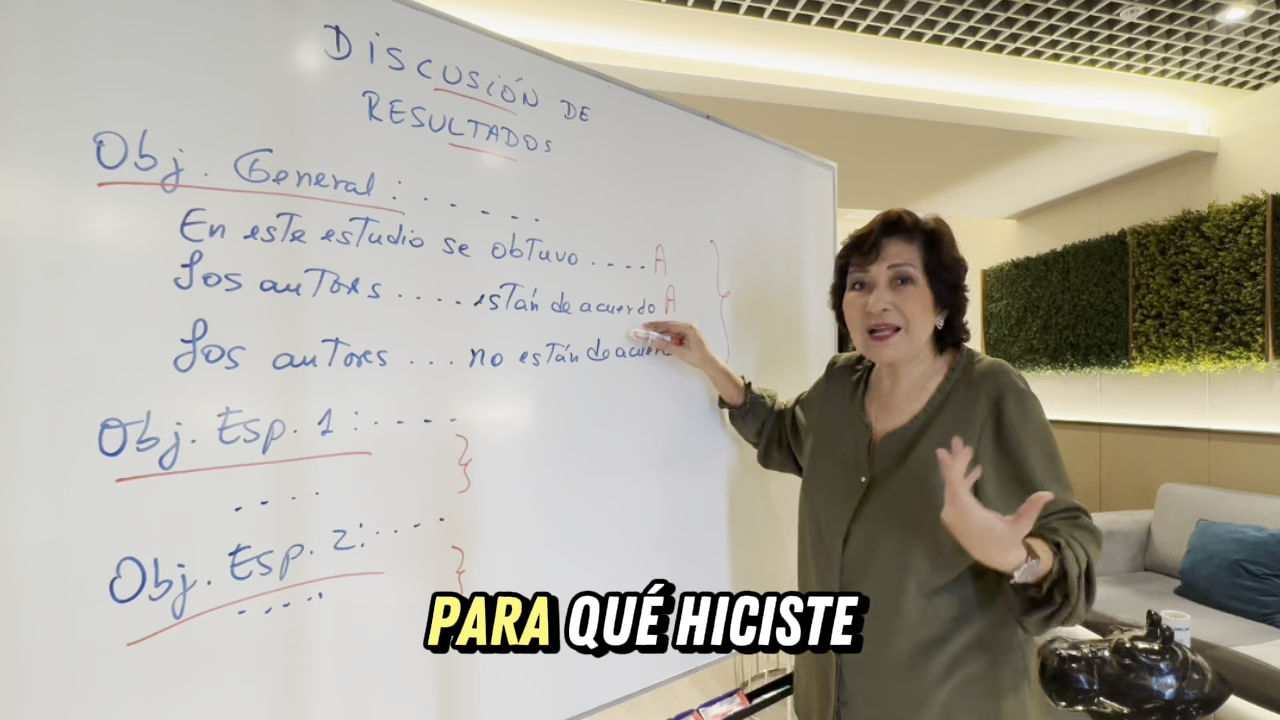 DISCUSIÓN DE
RESULTADOS
Obj. General : . . . . . .
En este estudio se obtuvo . . . . A
Los autores . . . . están de acuerdo A
Los autores . . . no están de acuer
Obj. Esp. 1 : . . . . .
. . . .
Obj. Esp. 2 : . . . .
. . . . .
PARA QUÉ HICISTE